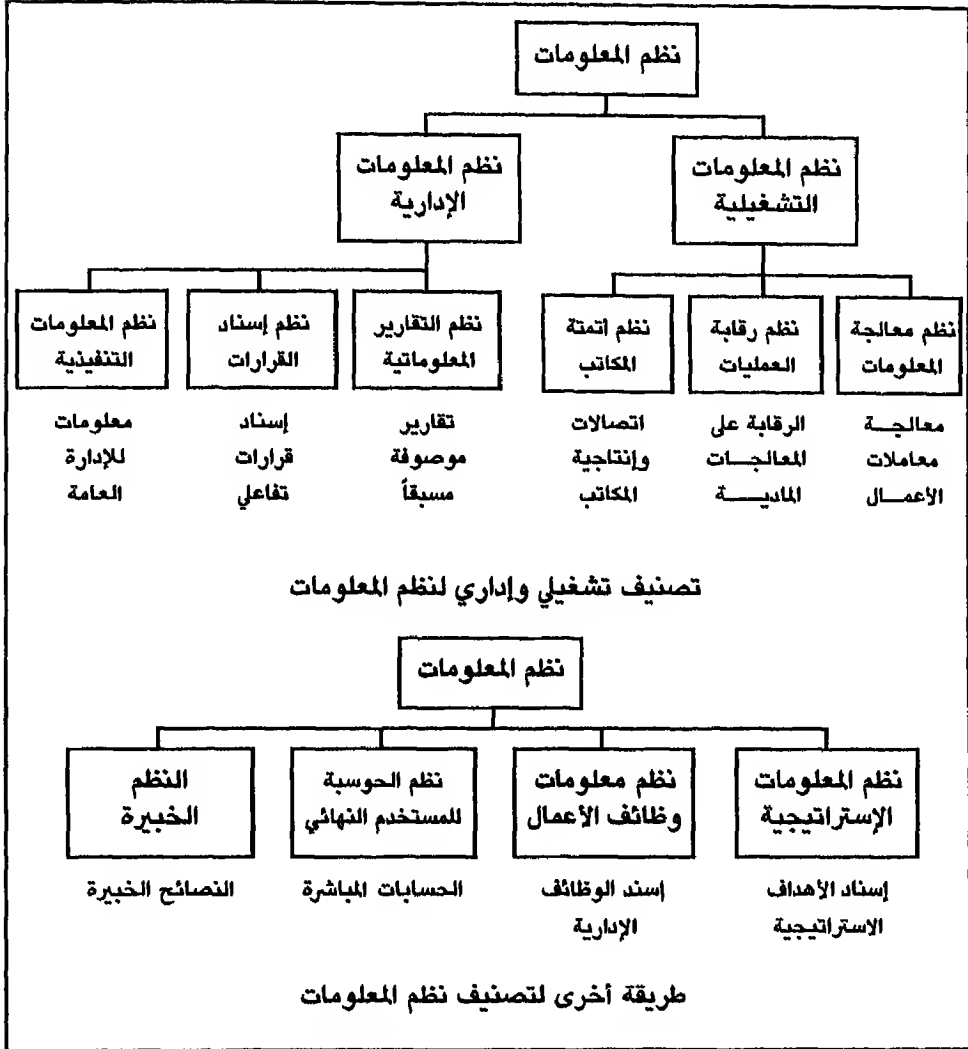 نظم المعلومات
نظم المعلومات
التشغيلية
نظم المعلومات
الإدارية
نظم معالجة
المعلومات
نظم رقابة
العمليات
نظم اتمتة
المكاتب
نظم التقارير
المعلوماتية
نظم إسناد
القرارات
نظم المعلومات
التنفيذية
معالجـــة
معاملات
الأعمـــال
الرقابة على
المعالجـــات
الماديـــــة
اتصالات
وإنتاجية
المكاتب
تقارير
موصوفة
مسبقاً
إسناد
قرارات
تفاعلي
معلومات
للإدارة
العامة
تصنيف تشغيلي وإداري لنظم المعلومات
نظم المعلومات
نظم المعلومات
الإستراتيجية
نظم معلومات
وظائف الأعمال
نظم الحوسبة
للمستخدم النهائي
النظم
الخبيرة
إسناد الأهداف
الاستراتيجية
إسند الوظائف
الإدارية
الحسابات المباشرة
النصائح الخبيرة
طريقة أخرى لتصنيف نظم المعلومات